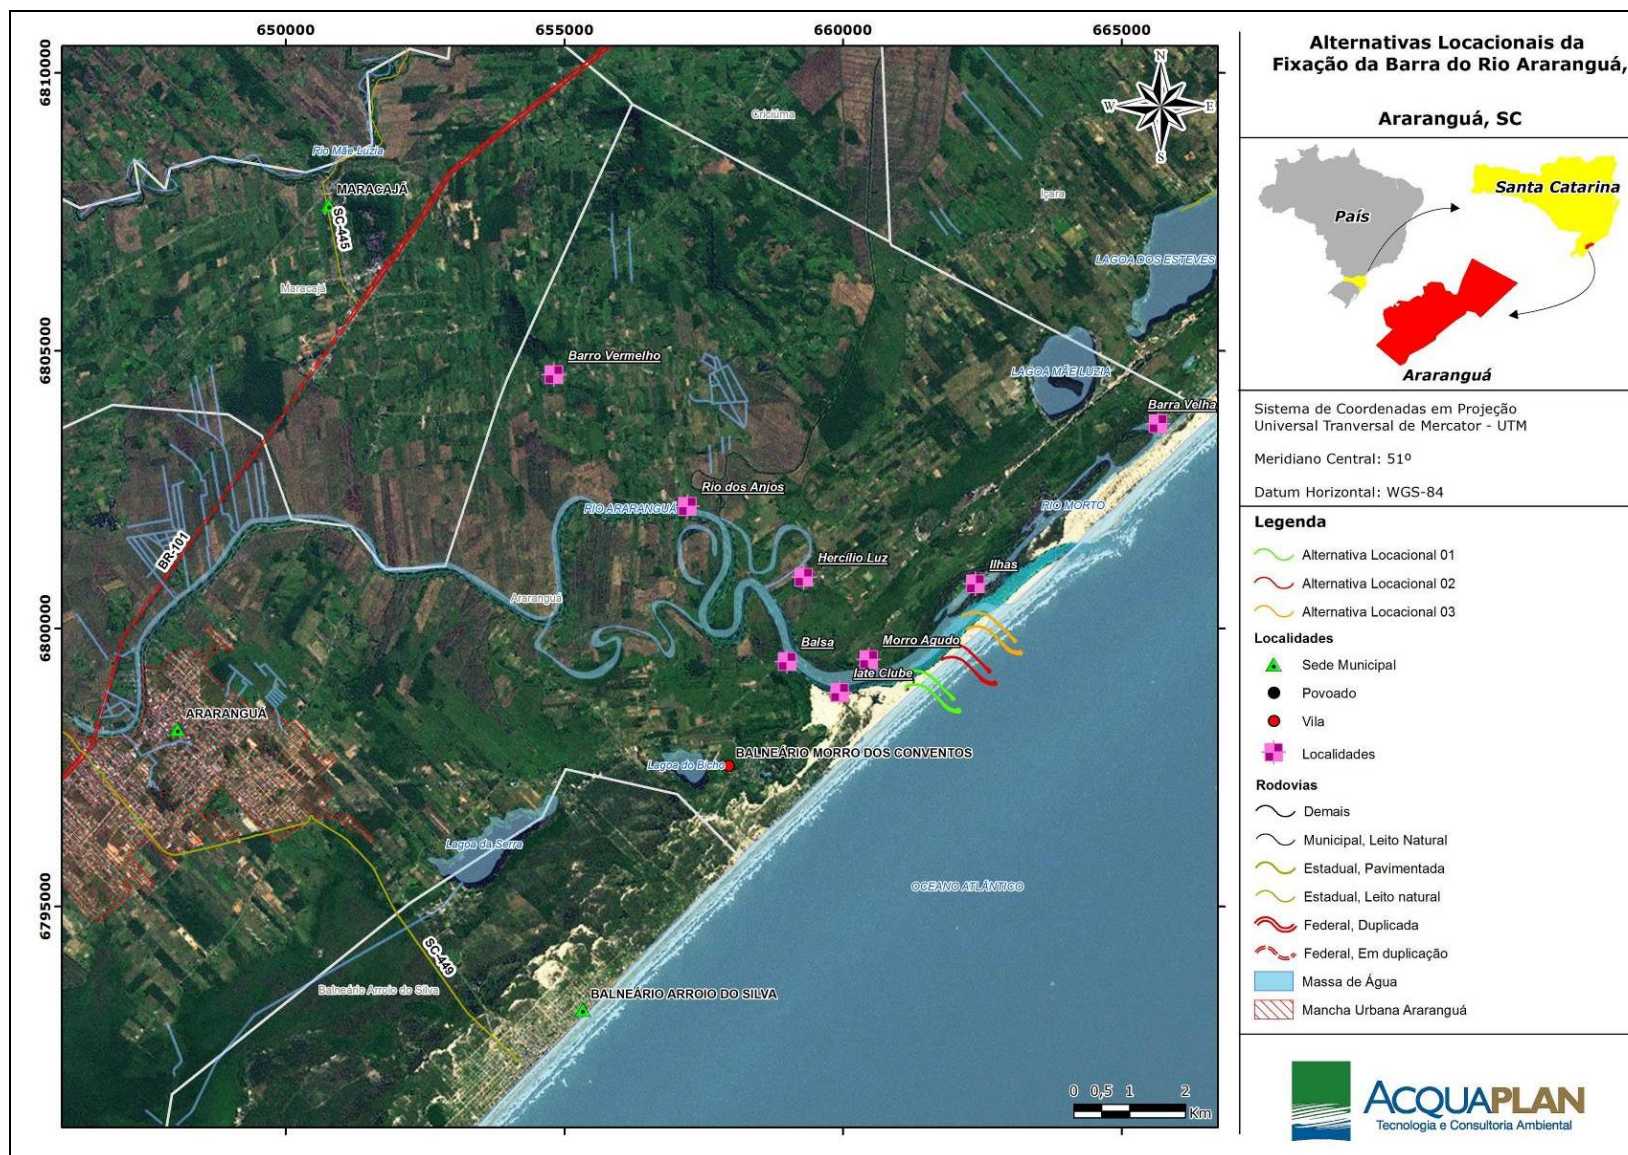 650000
655000
660000
665000
6810000
6805000
6800000
6795000
N
W
E
S
Criciúma
Rio Mãe Luzia
MARACAJÁ
SC-445
Içara
LAGOA DOS ESTEVES
Maracajá
Barro Vermelho
LAGOA MÃE LUZIA
Barra Velha
Rio dos Anjos
RIO ARARANGUÁ
RIO MORTO
BR-101
Hercílio Luz
Ilhas
Araranguá
Balsa
Morro Agudo
Iate Clube
ARARANGUÁ
BALNEÁRIO MORRO DOS CONVENTOS
Lagoa do Bicho
Lagoa da Serra
OCEANO ATLÂNTICO
SC-449
Balneário Arroio do Silva
BALNEÁRIO ARROIO DO SILVA
0 0,5 1 2
Km
Alternativas Locacionais da
Fixação da Barra do Rio Araranguá,
Araranguá, SC
País
Santa Catarina
Araranguá
Sistema de Coordenadas em Projeção
Universal Tranversal de Mercator - UTM
Meridiano Central: 51º
Datum Horizontal: WGS-84
Legenda
Alternativa Locacional 01
Alternativa Locacional 02
Alternativa Locacional 03
Localidades
Sede Municipal
Povoado
Vila
Localidades
Rodovias
Demais
Municipal, Leito Natural
Estadual, Pavimentada
Estadual, Leito natural
Federal, Duplicada
Federal, Em duplicação
Massa de Água
Mancha Urbana Araranguá
ACQUAPLAN
Tecnologia e Consultoria Ambiental